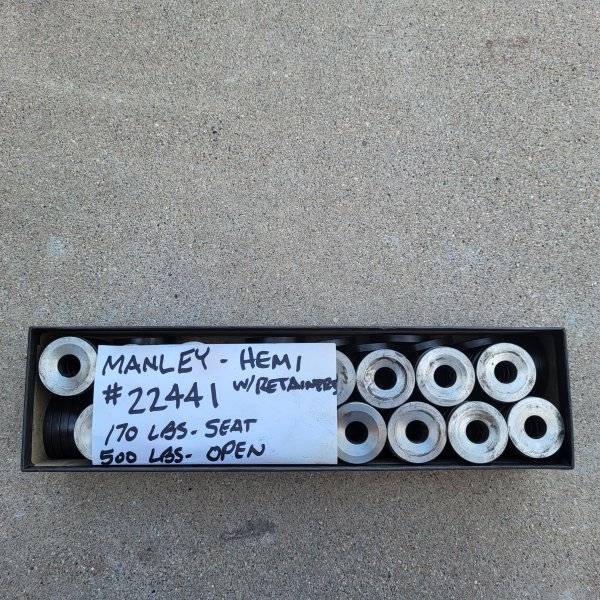 MANLEY - HEMI
#22441 W/RETAINERS
170 LBS - SEAT
500 LBS - OPEN